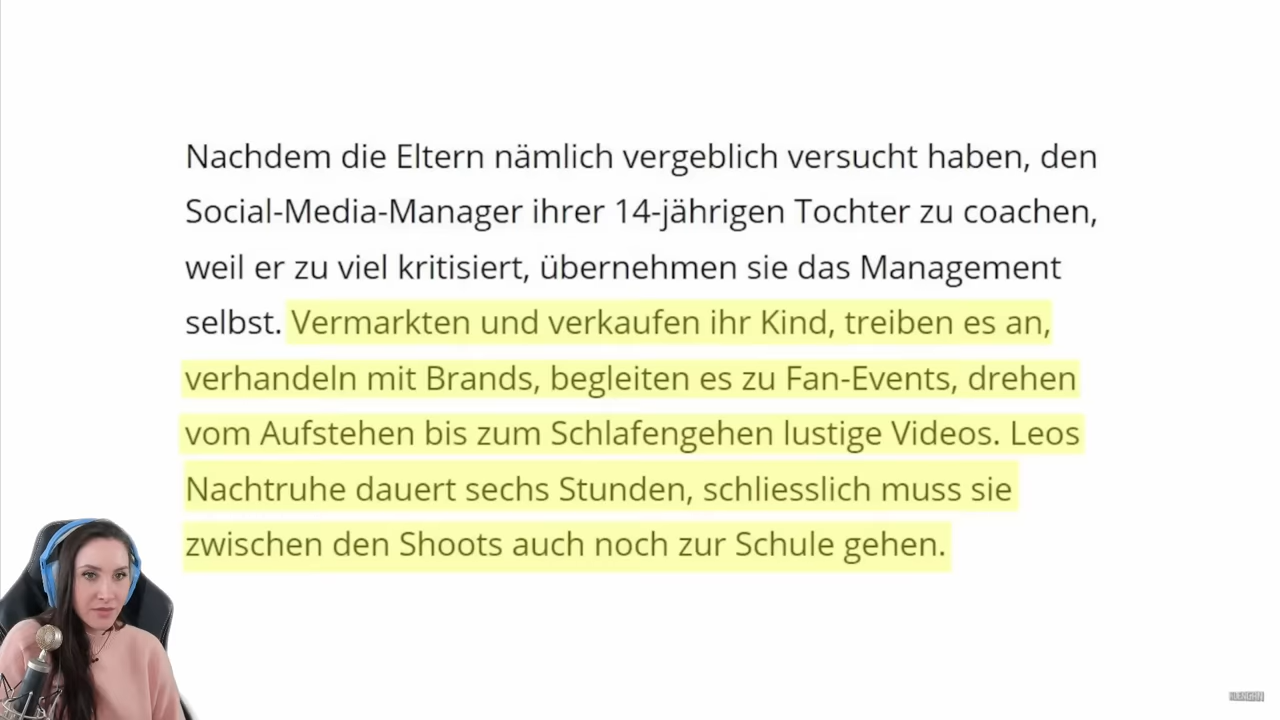 Nachdem die Eltern nämlich vergeblich versucht haben, den
Social-Media-Manager ihrer 14-jährigen Tochter zu coachen,
weil er zu viel kritisiert, übernehmen sie das Management
selbst. Vermarkten und verkaufen ihr Kind, treiben es an,
verhandeln mit Brands, begleiten es zu Fan-Events, drehen
vom Aufstehen bis zum Schlafengehen lustige Videos. Leos
Nachtruhe dauert sechs Stunden, schliesslich muss sie
zwischen den Shoots auch noch zur Schule gehen.